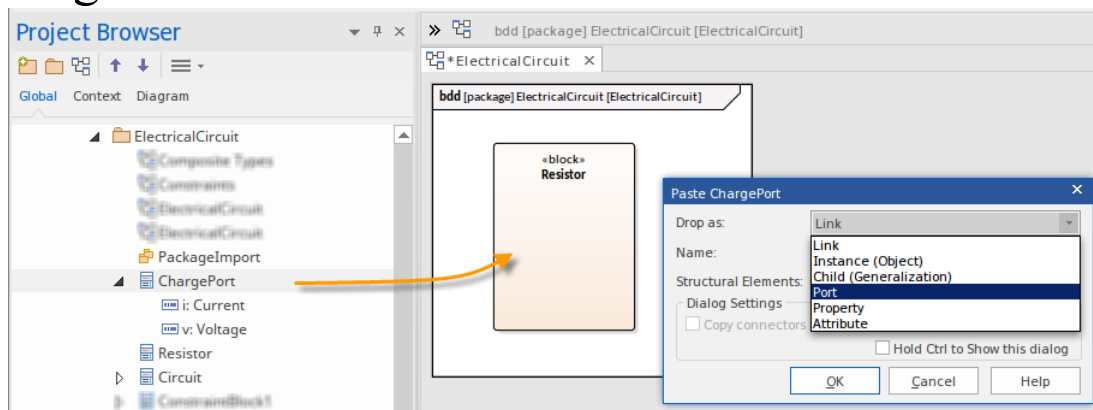 Project Browser
Global Context Diagram
ElectricalCircuit
PackageImport
ChargePort
i: Current
v: Voltage
Resistor
Circuit
bdd [package] ElectricalCircuit [ElectricalCircuit]
*ElectricalCircuit
bdd [package] ElectricalCircuit [ElectricalCircuit]
«block»
Resistor
Paste ChargePort
Drop as: Link
Link
Name:
Instance (Object)
Child (Generalization)
Structural Elements:
Port
Dialog Settings
Property
Copy connectors
Attribute
Hold Ctrl to Show this dialog
OK Cancel Help